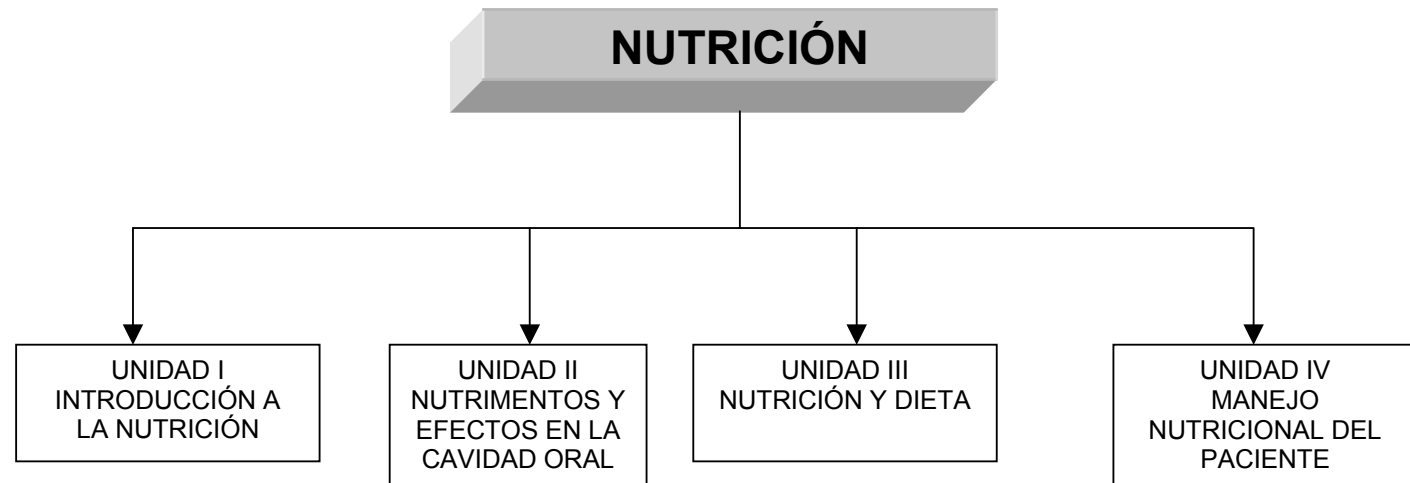 NUTRICIÓN
UNIDAD I
INTRODUCCIÓN A
LA NUTRICIÓN
UNIDAD II
NUTRIMENTOS Y
EFECTOS EN LA
CAVIDAD ORAL
UNIDAD III
NUTRICIÓN Y DIETA
UNIDAD IV
MANEJO
NUTRICIONAL DEL
PACIENTE